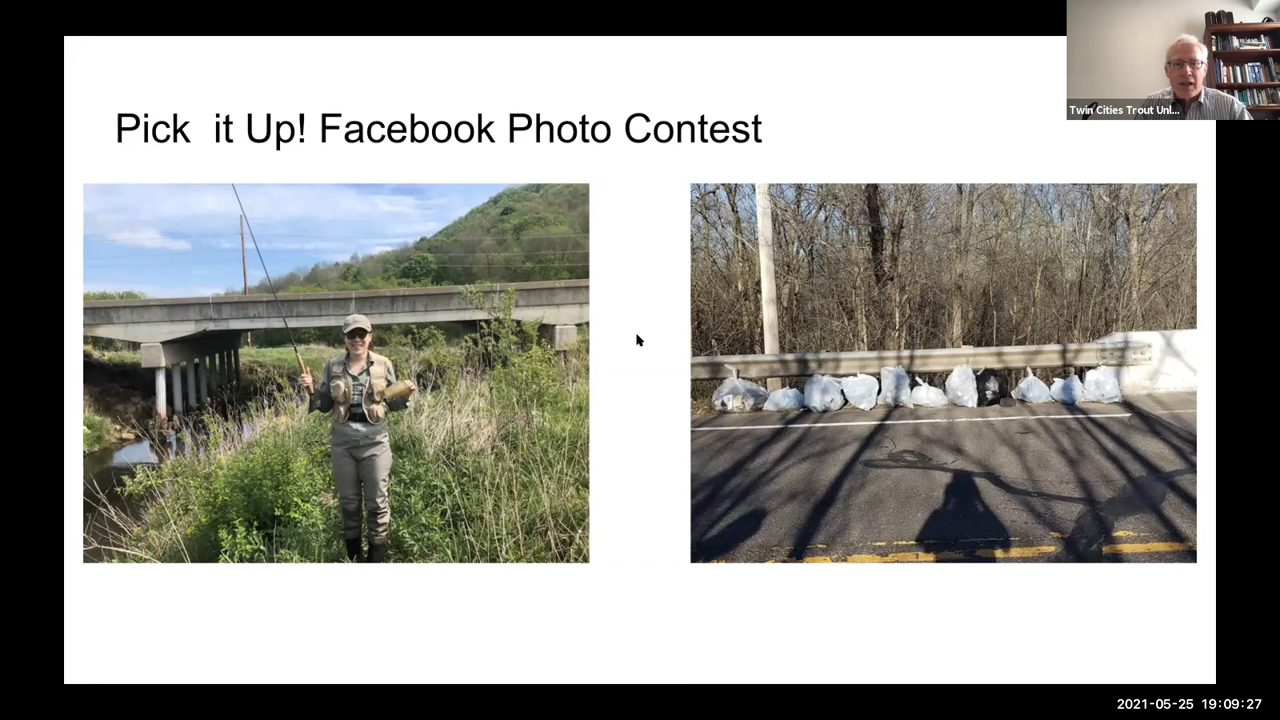 Pick  it Up! Facebook Photo Contest
Twin Cities Trout Unl...
2021-05-25 19:09:27